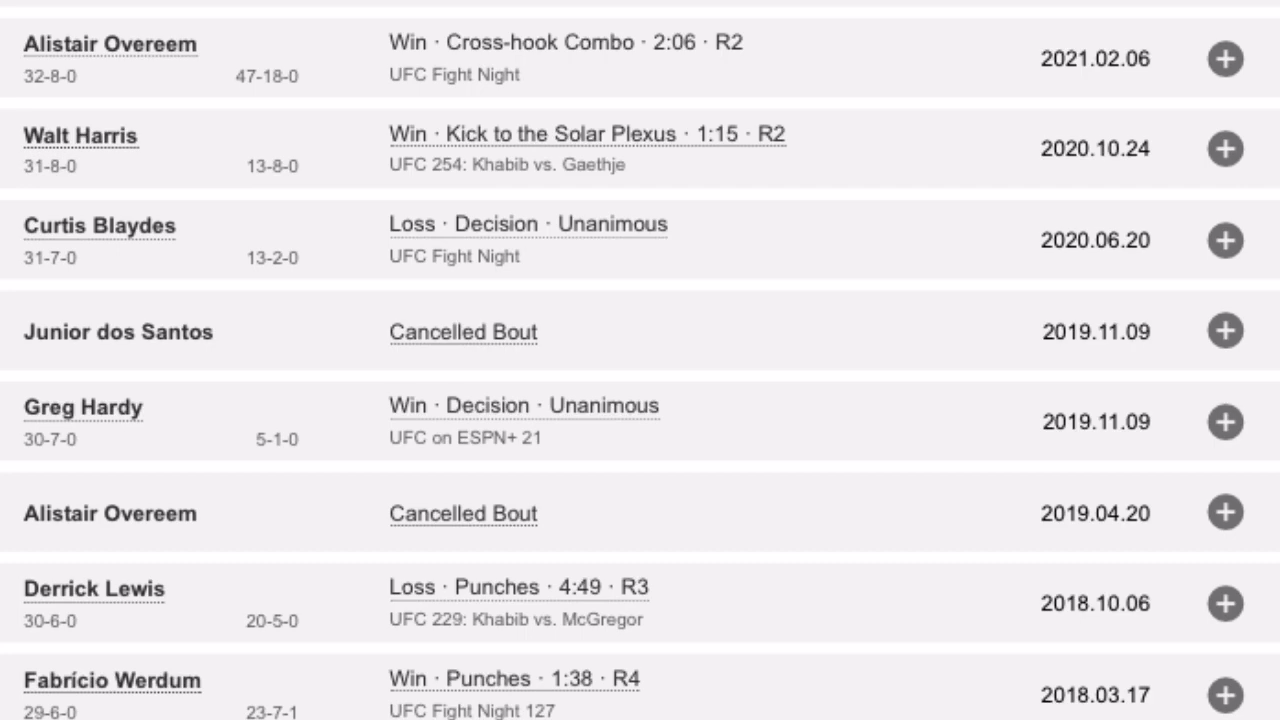 Alistair Overeem Win · Cross-hook Combo · 2:06 · R2 2021.02.06
32-8-0 47-18-0 UFC Fight Night
Walt Harris Win · Kick to the Solar Plexus · 1:15 · R2 2020.10.24
31-8-0 13-8-0 UFC 254: Khabib vs. Gaethje
Curtis Blaydes Loss · Decision · Unanimous 2020.06.20
31-7-0 13-2-0 UFC Fight Night
Junior dos Santos Cancelled Bout 2019.11.09
Greg Hardy Win · Decision · Unanimous 2019.11.09
30-7-0 5-1-0 UFC on ESPN+ 21
Alistair Overeem Cancelled Bout 2019.04.20
Derrick Lewis Loss · Punches · 4:49 · R3 2018.10.06
30-6-0 20-5-0 UFC 229: Khabib vs. McGregor
Fabrício Werdum Win · Punches · 1:38 · R4 2018.03.17
29-6-0 23-7-1 UFC Fight Night 127